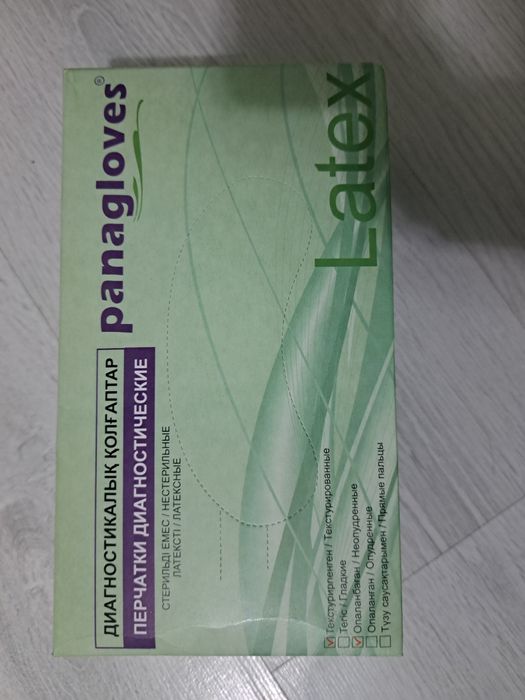 ДИАГНОСТИКАЛЫҚ ҚОЛҒАПТАР
ПЕРЧАТКИ ДИАГНОСТИЧЕСКИЕ
panagloves®
СТЕРИЛЬДІ ЕМЕС / НЕСТЕРИЛЬНЫЕ
ЛАТЕКСТІ / ЛАТЕКСНЫЕ
Latex
Текстурирленген / Текстурированные
Тегіс / Гладкие
Опаланбаған / Неопудренные
Опаланған / Опудренные
Түзу саусақтарымен / Прямые пальцы